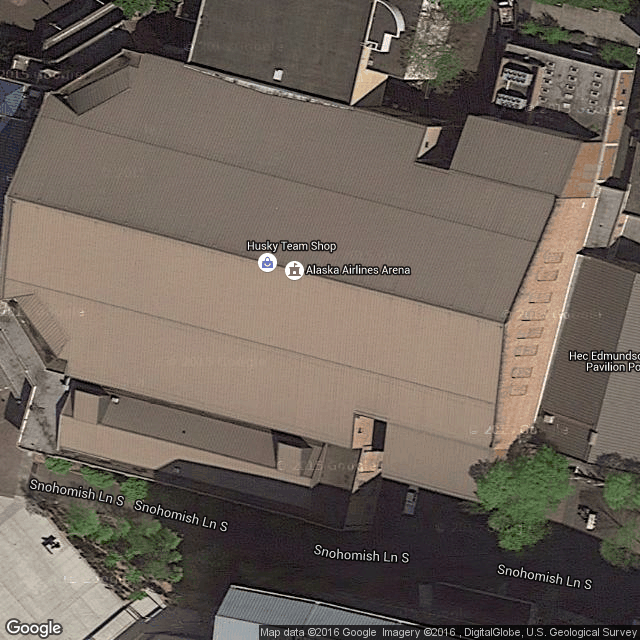 Husky Team Shop
Alaska Airlines Arena
Hec Edmundso
Pavilion Po
Snohomish Ln S
Snohomish Ln S
Snohomish Ln S
Snohomish Ln S
Google
Map data ©2016 Google Imagery ©2016 , DigitalGlobe, U.S. Geological Survey